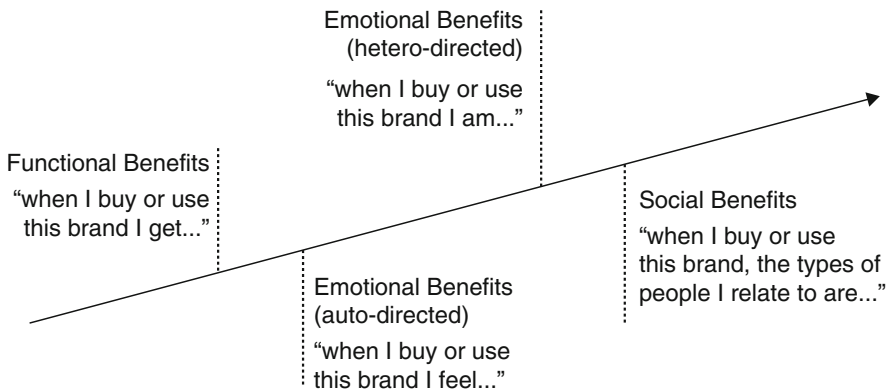 Emotional Benefits
(hetero-directed)
“when I buy or use
this brand I am...”
Functional Benefits
“when I buy or use
this brand I get...”
Social Benefits
“when I buy or use
this brand, the types of
people I relate to are...”
Emotional Benefits
(auto-directed)
“when I buy or use
this brand I feel...”